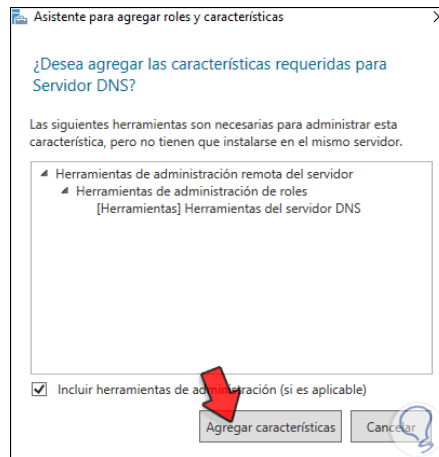 Asistente para agregar roles y características
¿Desea agregar las características requeridas para
Servidor DNS?
Las siguientes herramientas son necesarias para administrar esta
característica, pero no tienen que instalarse en el mismo servidor.
Herramientas de administración remota del servidor
Herramientas de administración de roles
[Herramientas] Herramientas del servidor DNS
Incluir herramientas de administración (si es aplicable)
Agregar características
Cancelar